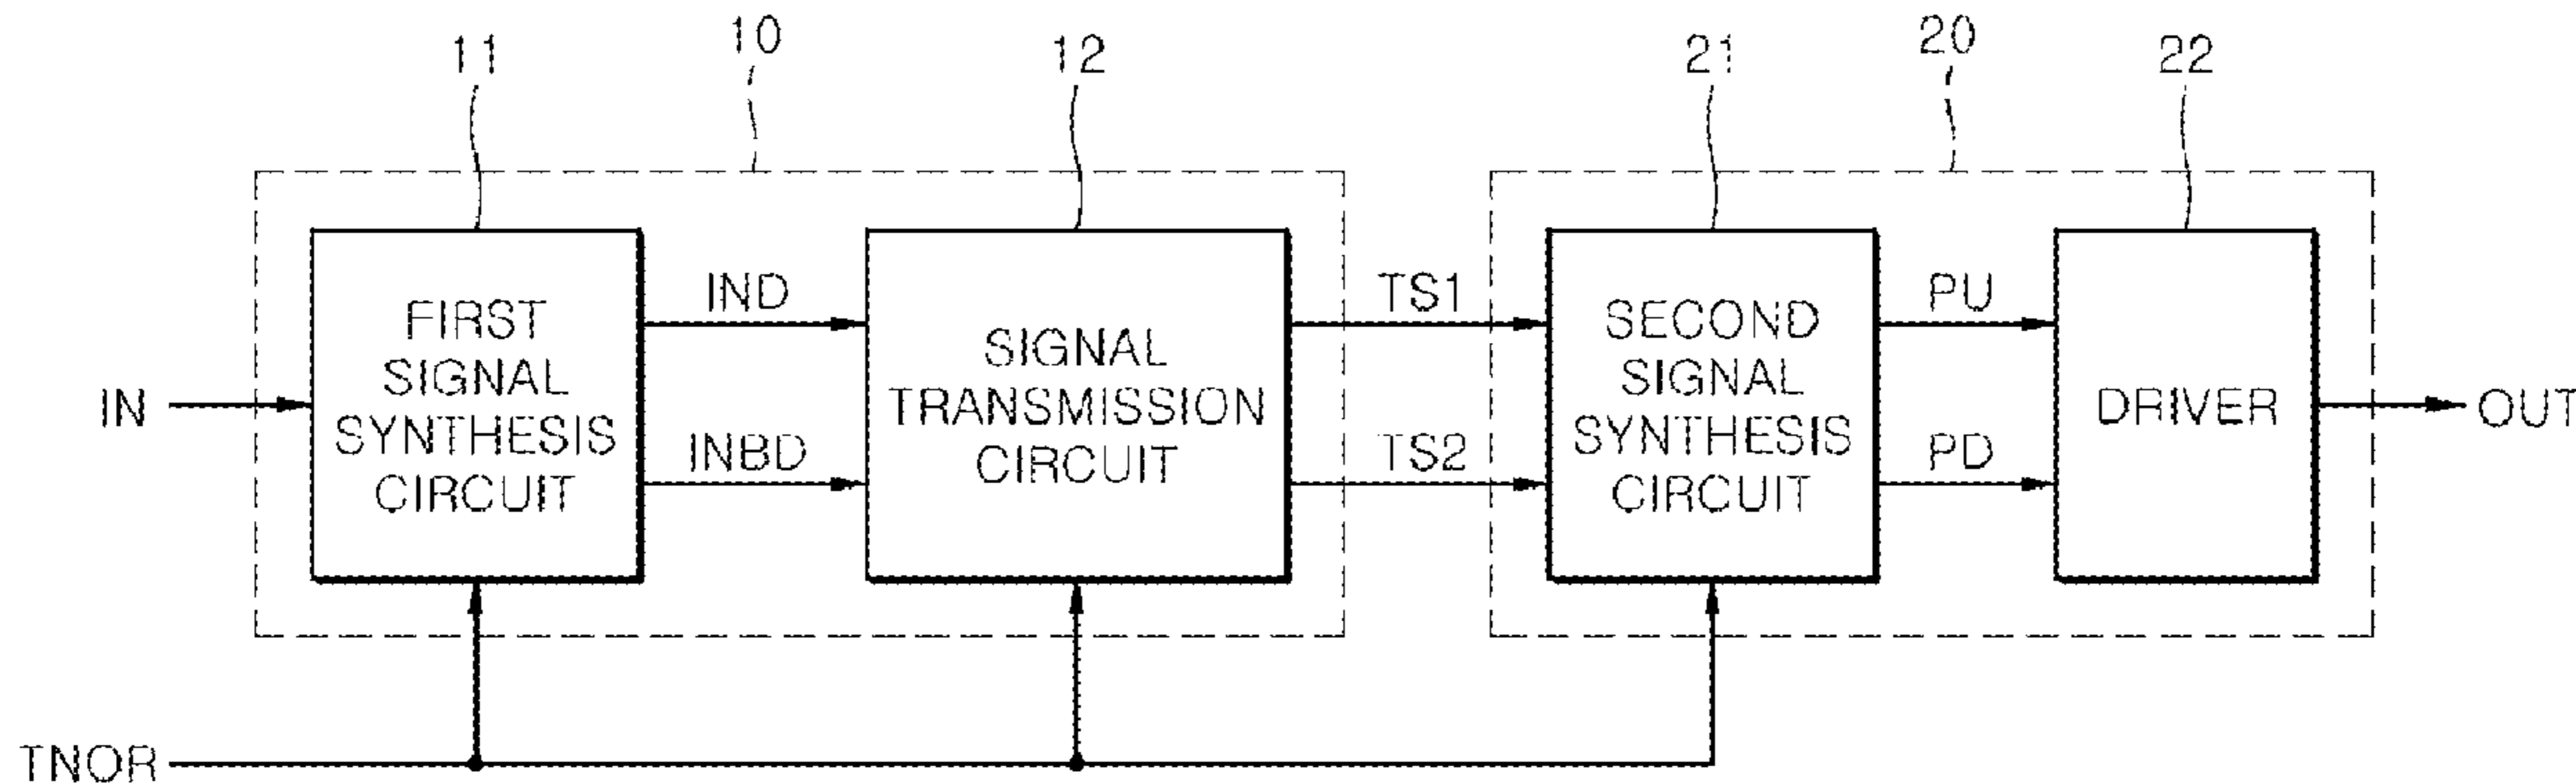 10
20
11
12
21
22
IN
FIRST
SIGNAL
SYNTHESIS
CIRCUIT
IND
INBD
SIGNAL
TRANSMISSION
CIRCUIT
TS1
TS2
SECOND
SIGNAL
SYNTHESIS
CIRCUIT
PU
PD
DRIVER
OUT
TNOR